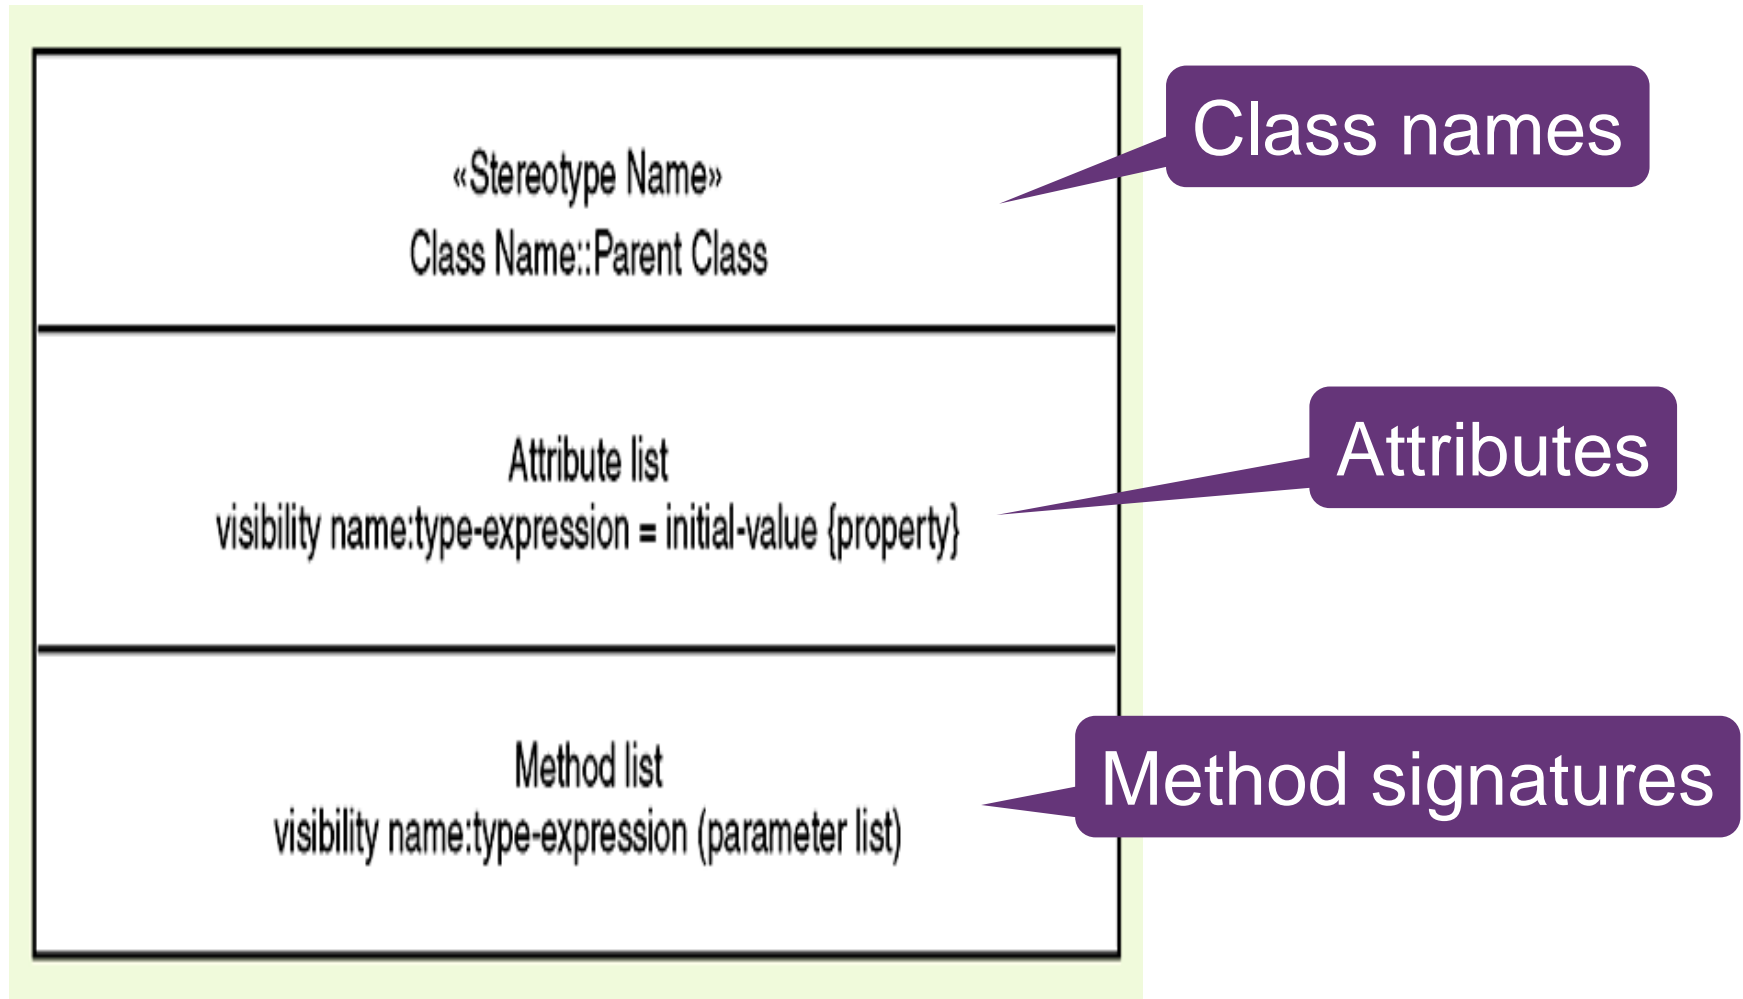 «Stereotype Name»
Class Name::Parent Class
Class names
Attribute list
visibility name:type-expression = initial-value {property}
Attributes
Method list
visibility name:type-expression (parameter list)
Method signatures